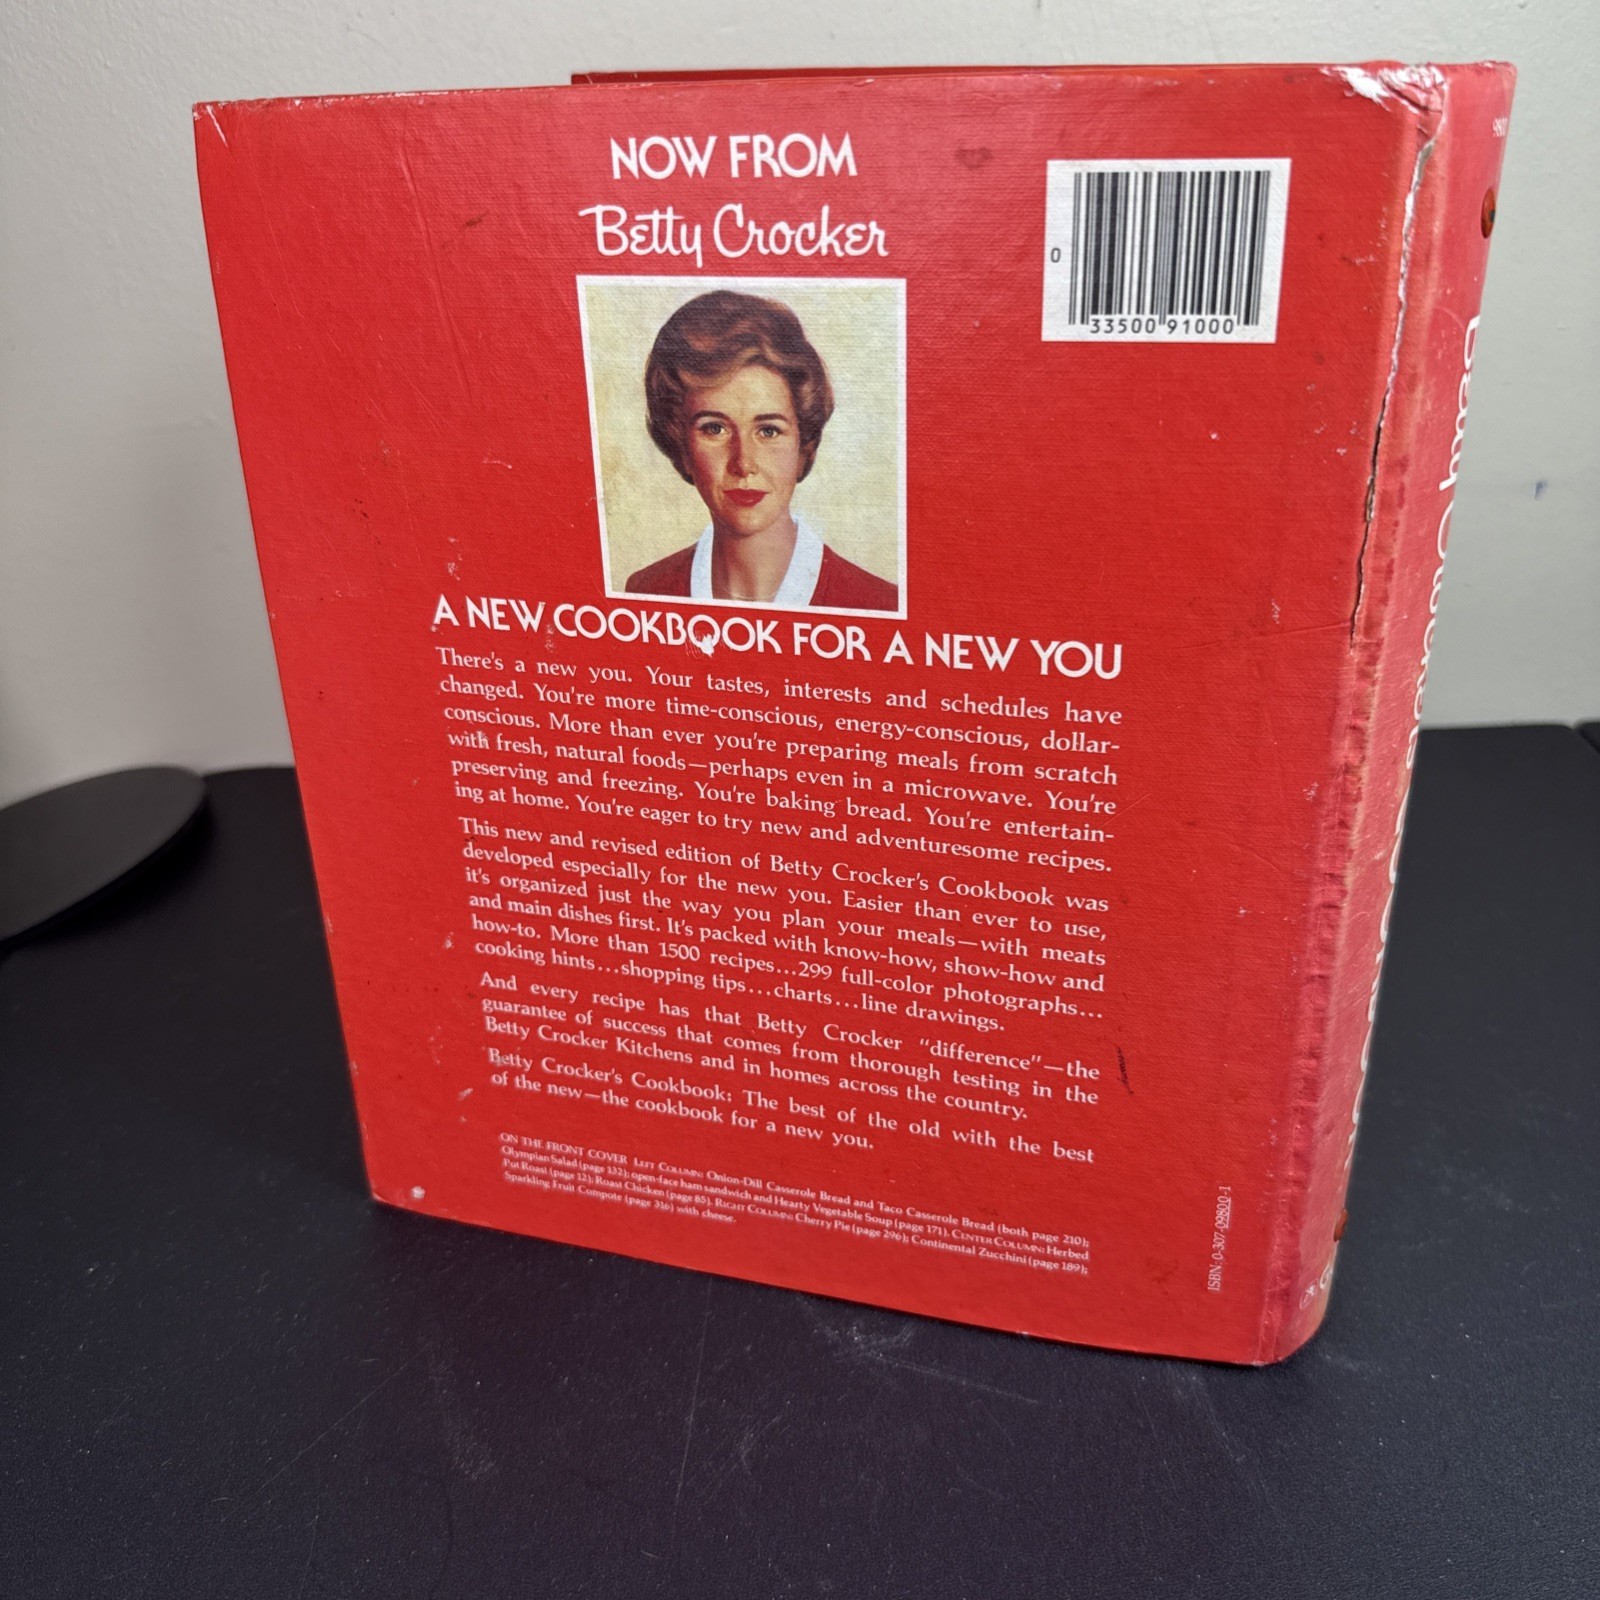 NOW FROM
Betty Crocker
0
33500 91000
A NEW COOKBOOK FOR A NEW YOU
There's a new you. Your tastes, interests and schedules have
changed. You're more time-conscious, energy-conscious, dollar-
conscious. More than ever you're preparing meals from scratch
with fresh, natural foods—perhaps even in a microwave. You're
preserving and freezing. You're baking bread. You're entertain-
ing at home. You're eager to try new and adventuresome recipes.
This new and revised edition of Betty Crocker's Cookbook was
developed especially for the new you. Easier than ever to use,
it's organized just the way you plan your meals—with meats
and main dishes first. It's packed with know-how, show-how and
how-to. More than 1500 recipes...299 full-color photographs...
cooking hints...shopping tips...charts...line drawings.
And every recipe has that Betty Crocker "difference"—the
guarantee of success that comes from thorough testing in the
Betty Crocker Kitchens and in homes across the country.
Betty Crocker's Cookbook: The best of the old with the best
of the new—the cookbook for a new you.
ON THE FRONT COVER LEFT COLUMN: Onion-Dill Casserole Bread and Taco Casserole Bread (both page 210);
Olympian Salad (page 132); open-face ham sandwich and Hearty Vegetable Soup (page 171). CENTER COLUMN: Herbed
Pot Roast (page 12); Roast Chicken (page 85). RIGHT COLUMN: Cherry Pie (page 296); Continental Zucchini (page 189);
Sparkling Fruit Compote (page 316) with cheese.
ISBN: 0-307-09800-1
Betty Crocker's